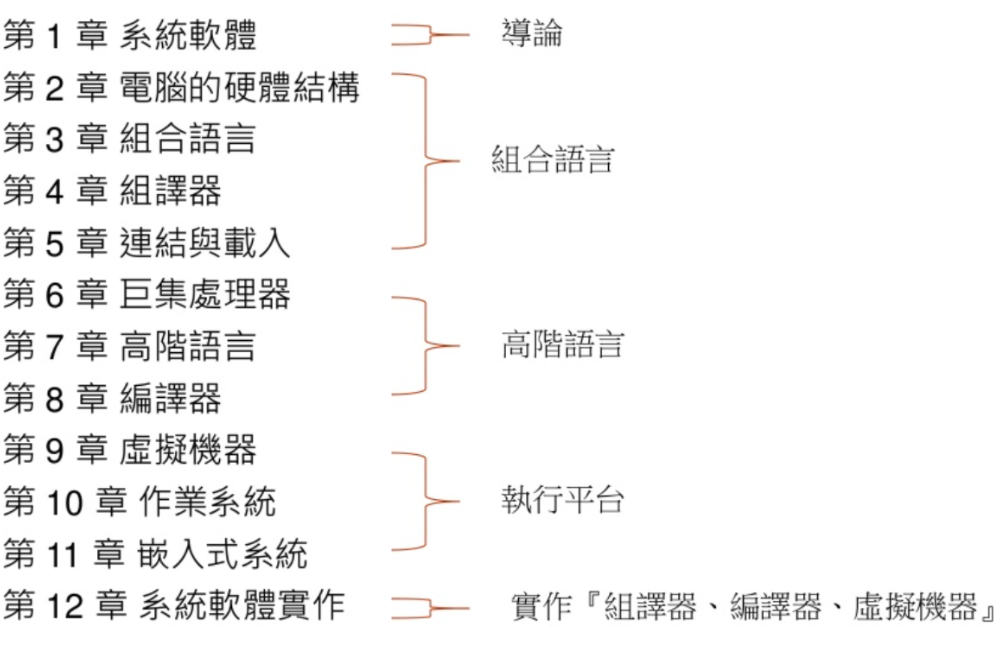 第 1 章 系統軟體
導論
第 2 章 電腦的硬體結構
第 3 章 組合語言
組合語言
第 4 章 組譯器
第 5 章 連結與載入
第 6 章 巨集處理器
第 7 章 高階語言
高階語言
第 8 章 編譯器
第 9 章 虛擬機器
第 10 章 作業系統
執行平台
第 11 章 嵌入式系統
第 12 章 系統軟體實作
實作『組譯器、編譯器、虛擬機器』